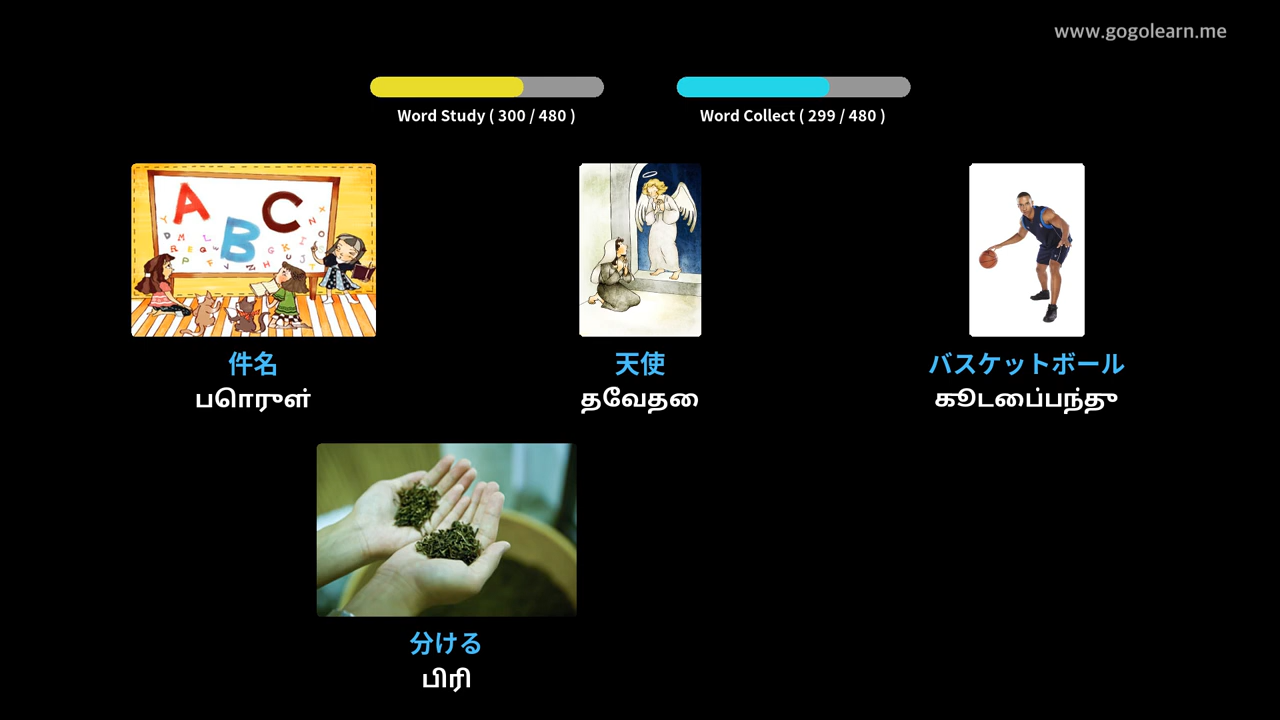 www.gogolearn.me
Word Study ( 300 / 480 )
Word Collect ( 299 / 480 )
A B C
件名
பொருள்
天使
தேவதை
バスケットボール
கூடைப்பந்து
分ける
பிரி